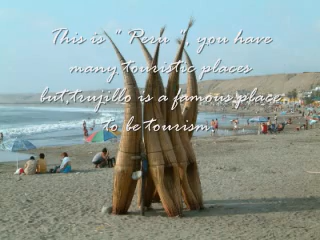 This is " Peru ", you have
many touristic places
but,trujillo is a famous place
to be tourism